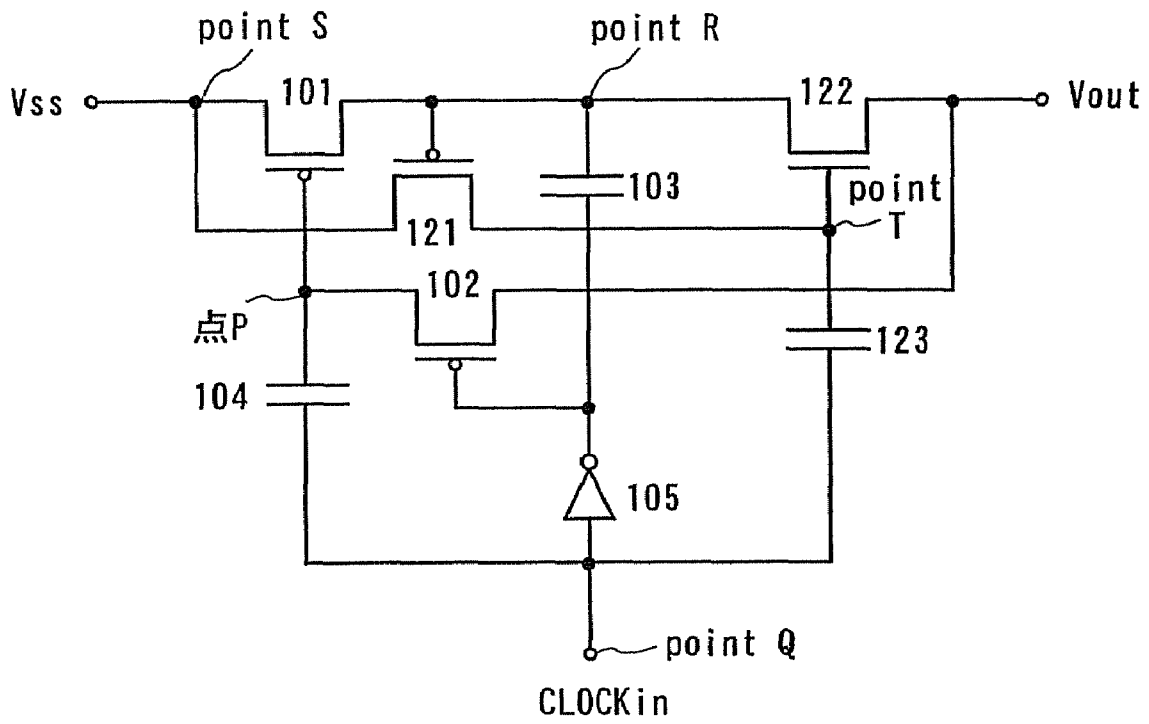 point S
point R
Vss
101
122
Vout
103
point
T
121
102
点P
123
104
105
point Q
CLOCKin